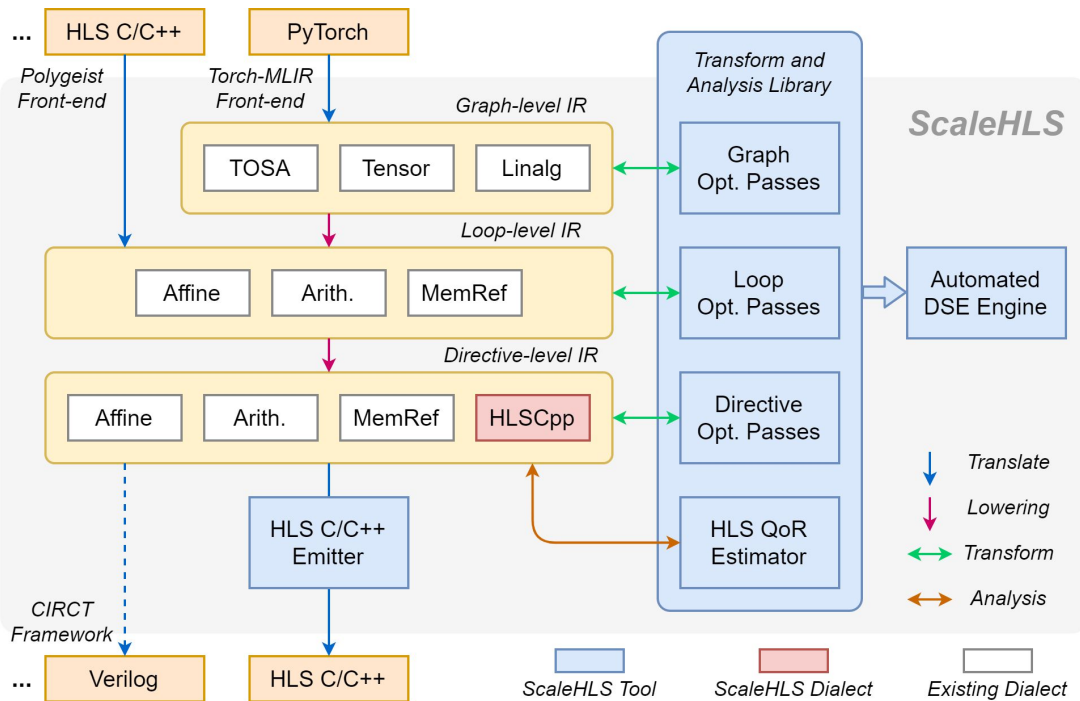 ...
HLS C/C++
PyTorch
Polygeist
Front-end
Torch-MLIR
Front-end
Graph-level IR
Transform and
Analysis Library
ScaleHLS
TOSA
Tensor
Linalg
Graph
Opt. Passes
Loop-level IR
Affine
Arith.
MemRef
Loop
Opt. Passes
Automated
DSE Engine
Directive-level IR
Affine
Arith.
MemRef
HLSCpp
Directive
Opt. Passes
HLS C/C++
Emitter
HLS QoR
Estimator
Translate
Lowering
Transform
Analysis
CIRCT
Framework
...
Verilog
HLS C/C++
ScaleHLS Tool
ScaleHLS Dialect
Existing Dialect